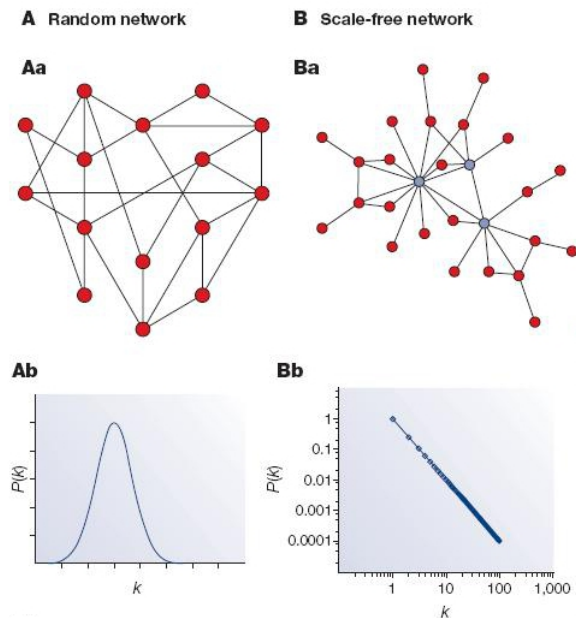 A Random network
B Scale-free network
Aa
Ba
Ab
Bb
P(k)
k
P(k)
1
0.1
0.01
0.001
0.0001
1
10
100
1,000
k